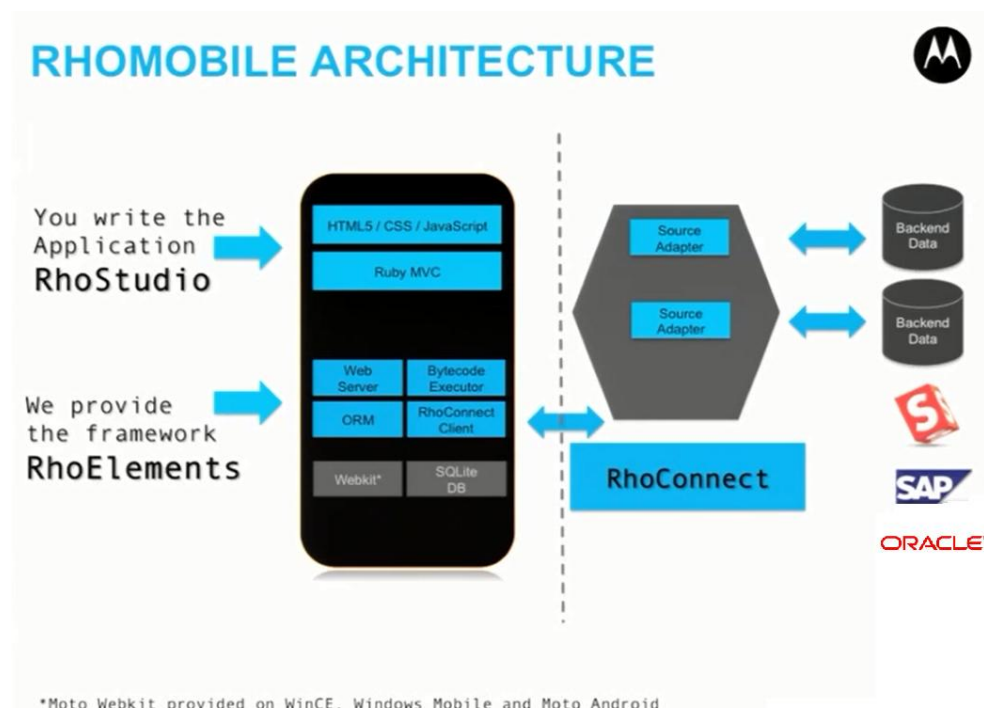 RHOMOBILE ARCHITECTURE
You write the
Application
RhoStudio
HTML5 / CSS / JavaScript
Ruby MVC
We provide
the framework
RhoElements
Web
Server
Bytecode
Executor
ORM
RhoConnect
Client
Webkit*
SQLite
DB
Source
Adapter
Source
Adapter
RhoConnect
Backend
Data
Backend
Data
S
SAP
ORACLE
*Moto Webkit provided on WinCE, Windows Mobile and Moto Android